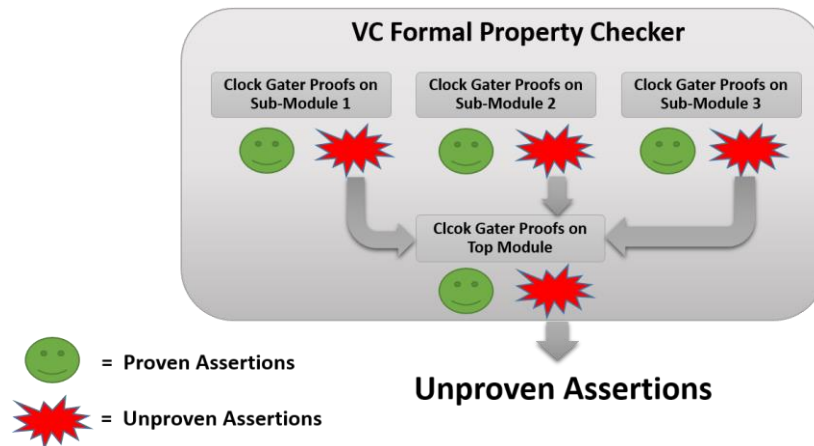 VC Formal Property Checker
Clock Gater Proofs on
Sub-Module 1
Clock Gater Proofs on
Sub-Module 2
Clock Gater Proofs on
Sub-Module 3
Clcok Gater Proofs on
Top Module
= Proven Assertions
Unproven Assertions
= Unproven Assertions